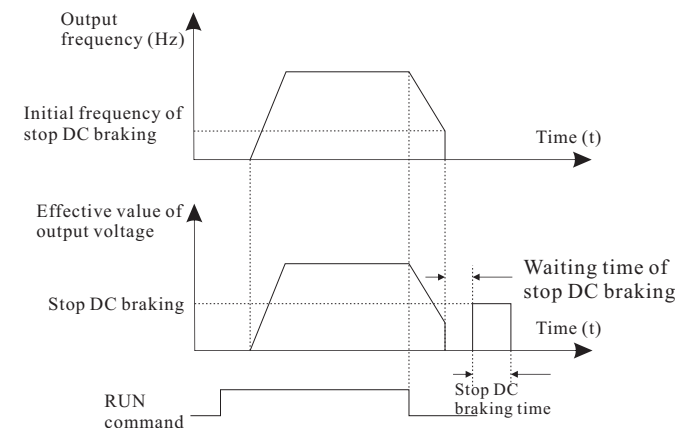 Output
frequency (Hz)
Initial frequency of
stop DC braking
Time (t)
Effective value of
output voltage
Waiting time of
stop DC braking
Stop DC braking
Time (t)
Stop DC
braking time
RUN
command